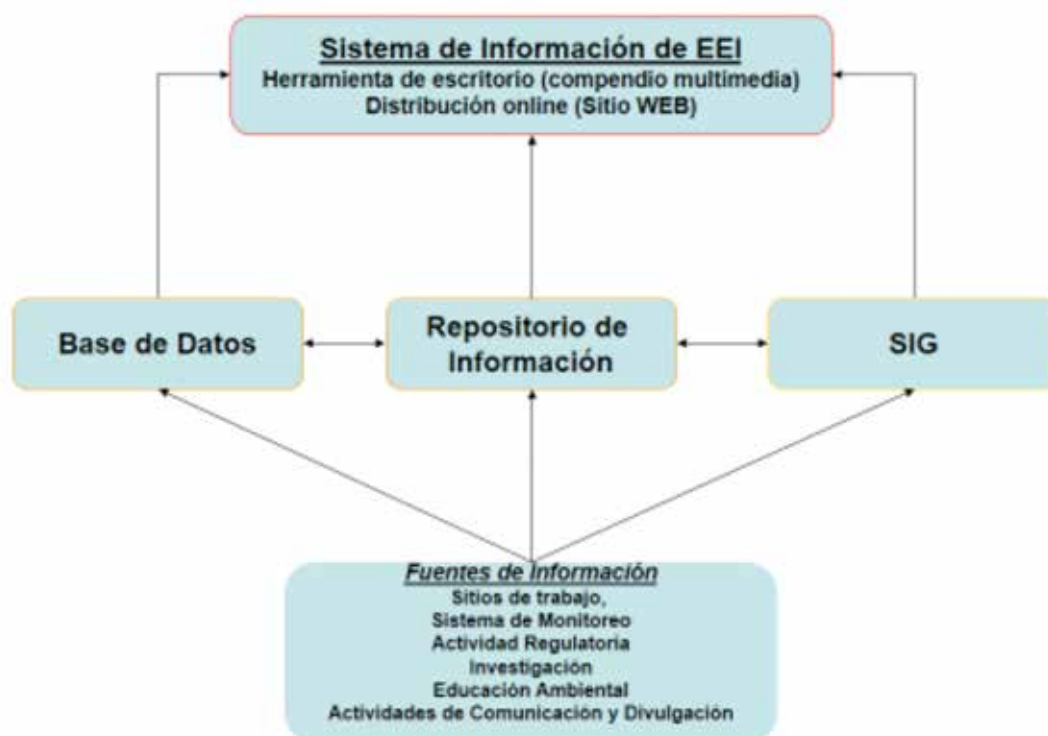 Sistema de Información de EEI
Herramienta de escritorio (compendio multimedia)
Distribución online (Sitio WEB)
Base de Datos
Repositorio de
Información
SIG
Fuentes de Información
Sitios de trabajo,
Sistema de Monitoreo
Actividad Regulatoria
Investigación
Educación Ambiental
Actividades de Comunicación y Divulgación